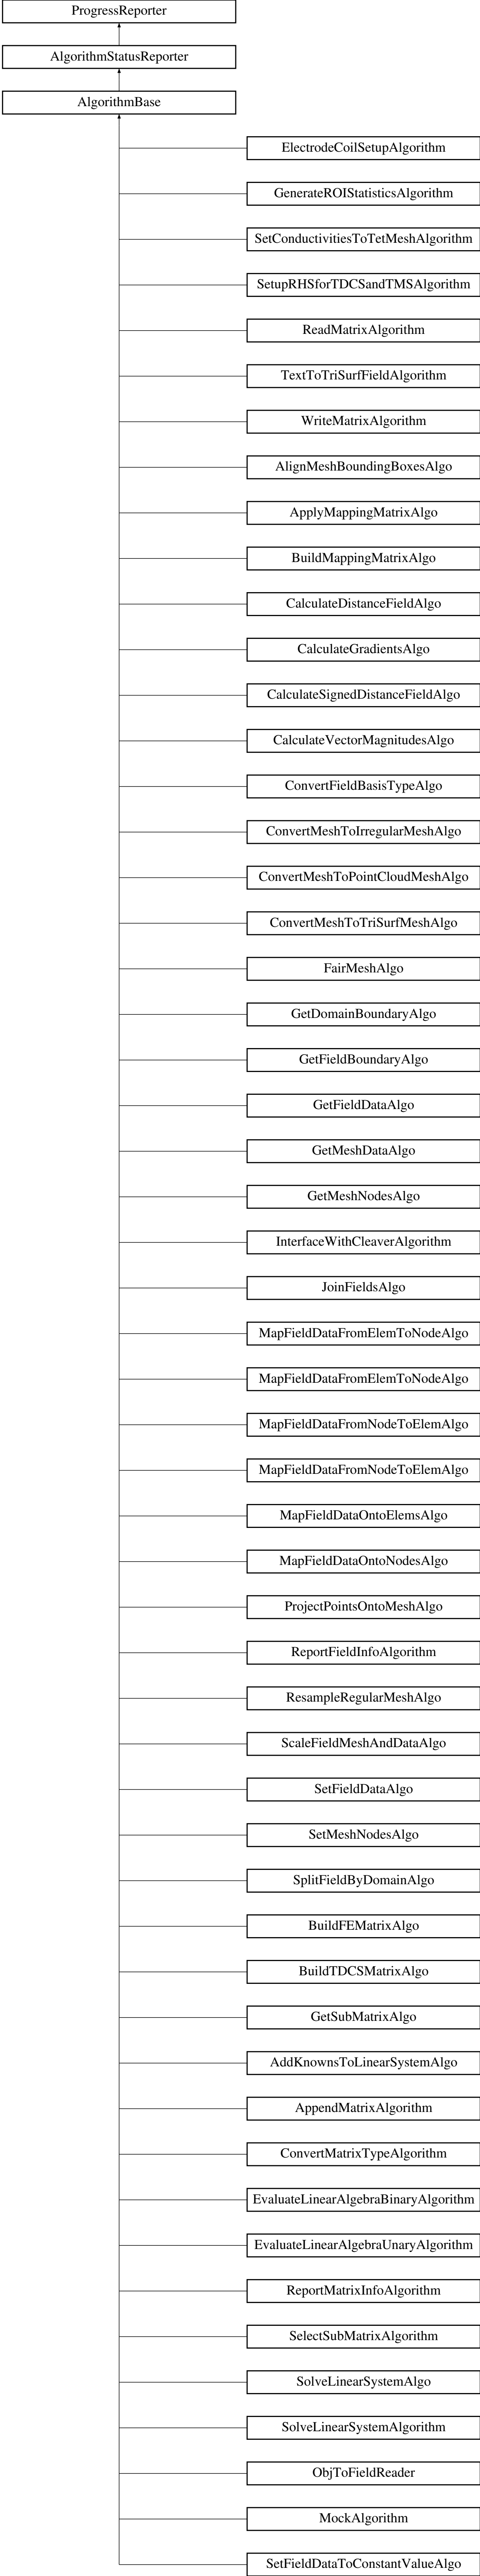 ProgressReporter
AlgorithmStatusReporter
AlgorithmBase
ElectrodeCoilSetupAlgorithm
GenerateROIStatisticsAlgorithm
SetConductivitiesToTetMeshAlgorithm
SetupRHSforTDCSandTMSAlgorithm
ReadMatrixAlgorithm
TextToTriSurfFieldAlgorithm
WriteMatrixAlgorithm
AlignMeshBoundingBoxesAlgo
ApplyMappingMatrixAlgo
BuildMappingMatrixAlgo
CalculateDistanceFieldAlgo
CalculateGradientsAlgo
CalculateSignedDistanceFieldAlgo
CalculateVectorMagnitudesAlgo
ConvertFieldBasisTypeAlgo
ConvertMeshToIrregularMeshAlgo
ConvertMeshToPointCloudMeshAlgo
ConvertMeshToTriSurfMeshAlgo
FairMeshAlgo
GetDomainBoundaryAlgo
GetFieldBoundaryAlgo
GetFieldDataAlgo
GetMeshDataAlgo
GetMeshNodesAlgo
InterfaceWithCleaverAlgorithm
JoinFieldsAlgo
MapFieldDataFromElemToNodeAlgo
MapFieldDataFromElemToNodeAlgo
MapFieldDataFromNodeToElemAlgo
MapFieldDataFromNodeToElemAlgo
MapFieldDataOntoElemsAlgo
MapFieldDataOntoNodesAlgo
ProjectPointsOntoMeshAlgo
ReportFieldInfoAlgorithm
ResampleRegularMeshAlgo
ScaleFieldMeshAndDataAlgo
SetFieldDataAlgo
SetMeshNodesAlgo
SplitFieldByDomainAlgo
BuildFEMatrixAlgo
BuildTDCSMatrixAlgo
GetSubMatrixAlgo
AddKnownsToLinearSystemAlgo
AppendMatrixAlgorithm
ConvertMatrixTypeAlgorithm
EvaluateLinearAlgebraBinaryAlgorithm
EvaluateLinearAlgebraUnaryAlgorithm
ReportMatrixInfoAlgorithm
SelectSubMatrixAlgorithm
SolveLinearSystemAlgo
SolveLinearSystemAlgorithm
ObjToFieldReader
MockAlgorithm
SetFieldDataToConstantValueAlgo